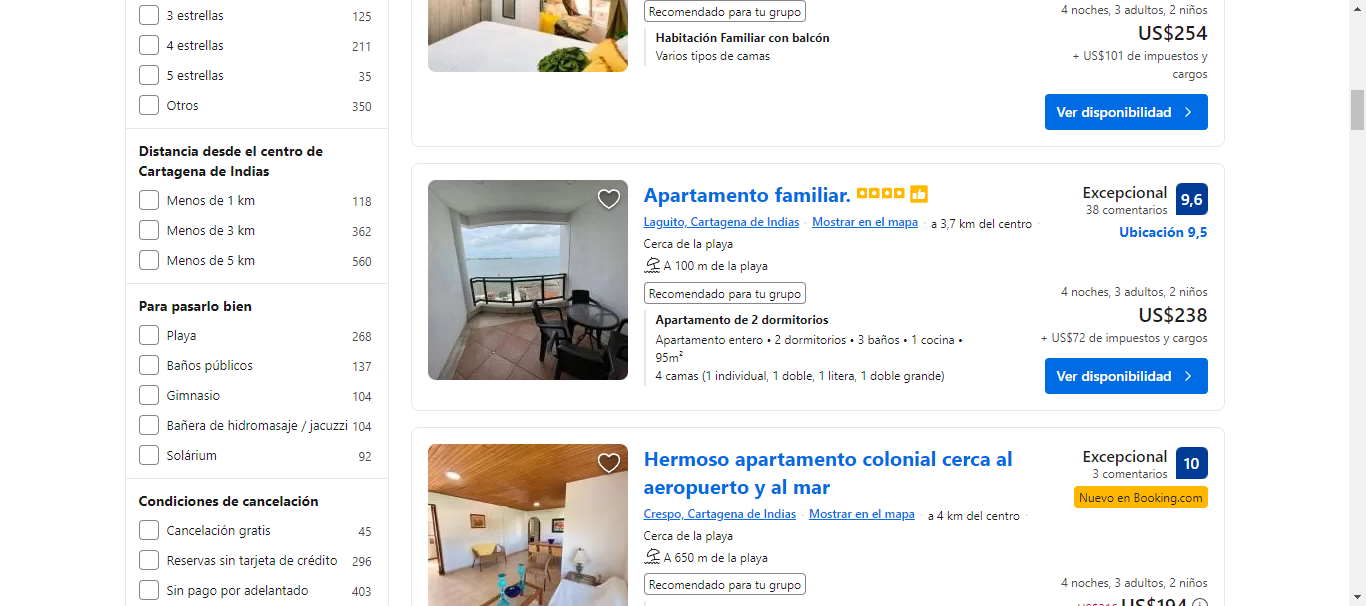 3 estrellas 125
4 estrellas 211
5 estrellas 35
Otros 350
Distancia desde el centro de
Cartagena de Indias
Menos de 1 km 118
Menos de 3 km 362
Menos de 5 km 560
Para pasarlo bien
Playa 268
Baños públicos 137
Gimnasio 104
Bañera de hidromasaje / jacuzzi 104
Solárium 92
Condiciones de cancelación
Cancelación gratis 45
Reservas sin tarjeta de crédito 296
Sin pago por adelantado 403
Recomendado para tu grupo
Habitación Familiar con balcón
Varios tipos de camas
4 noches, 3 adultos, 2 niños
US$254
+ US$101 de impuestos y
cargos
Ver disponibilidad
Apartamento familiar.
Laguito, Cartagena de Indias · Mostrar en el mapa · a 3,7 km del centro ·
Cerca de la playa
A 100 m de la playa
Recomendado para tu grupo
Apartamento de 2 dormitorios
Apartamento entero • 2 dormitorios • 3 baños • 1 cocina •
95m²
4 camas (1 individual, 1 doble, 1 litera, 1 doble grande)
Excepcional 9,6
38 comentarios
Ubicación 9,5
4 noches, 3 adultos, 2 niños
US$238
+ US$72 de impuestos y cargos
Ver disponibilidad
Hermoso apartamento colonial cerca al
aeropuerto y al mar
Crespo, Cartagena de Indias · Mostrar en el mapa · a 4 km del centro ·
Cerca de la playa
A 650 m de la playa
Recomendado para tu grupo
Excepcional 10
3 comentarios
Nuevo en Booking.com
4 noches, 3 adultos, 2 niños
US$194